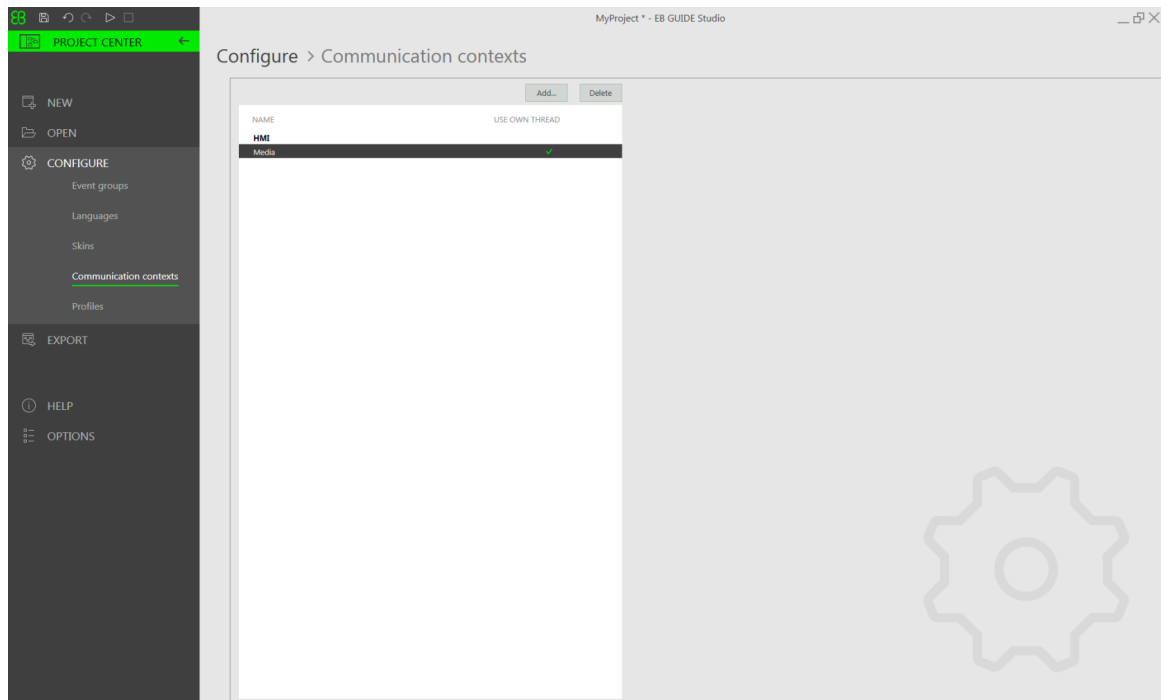 EB
MyProject * - EB GUIDE Studio
PROJECT CENTER
Configure > Communication contexts
NEW
OPEN
CONFIGURE
Event groups
Languages
Skins
Communication contexts
Profiles
EXPORT
HELP
OPTIONS
Add... Delete
NAME USE OWN THREAD
HMI
Media